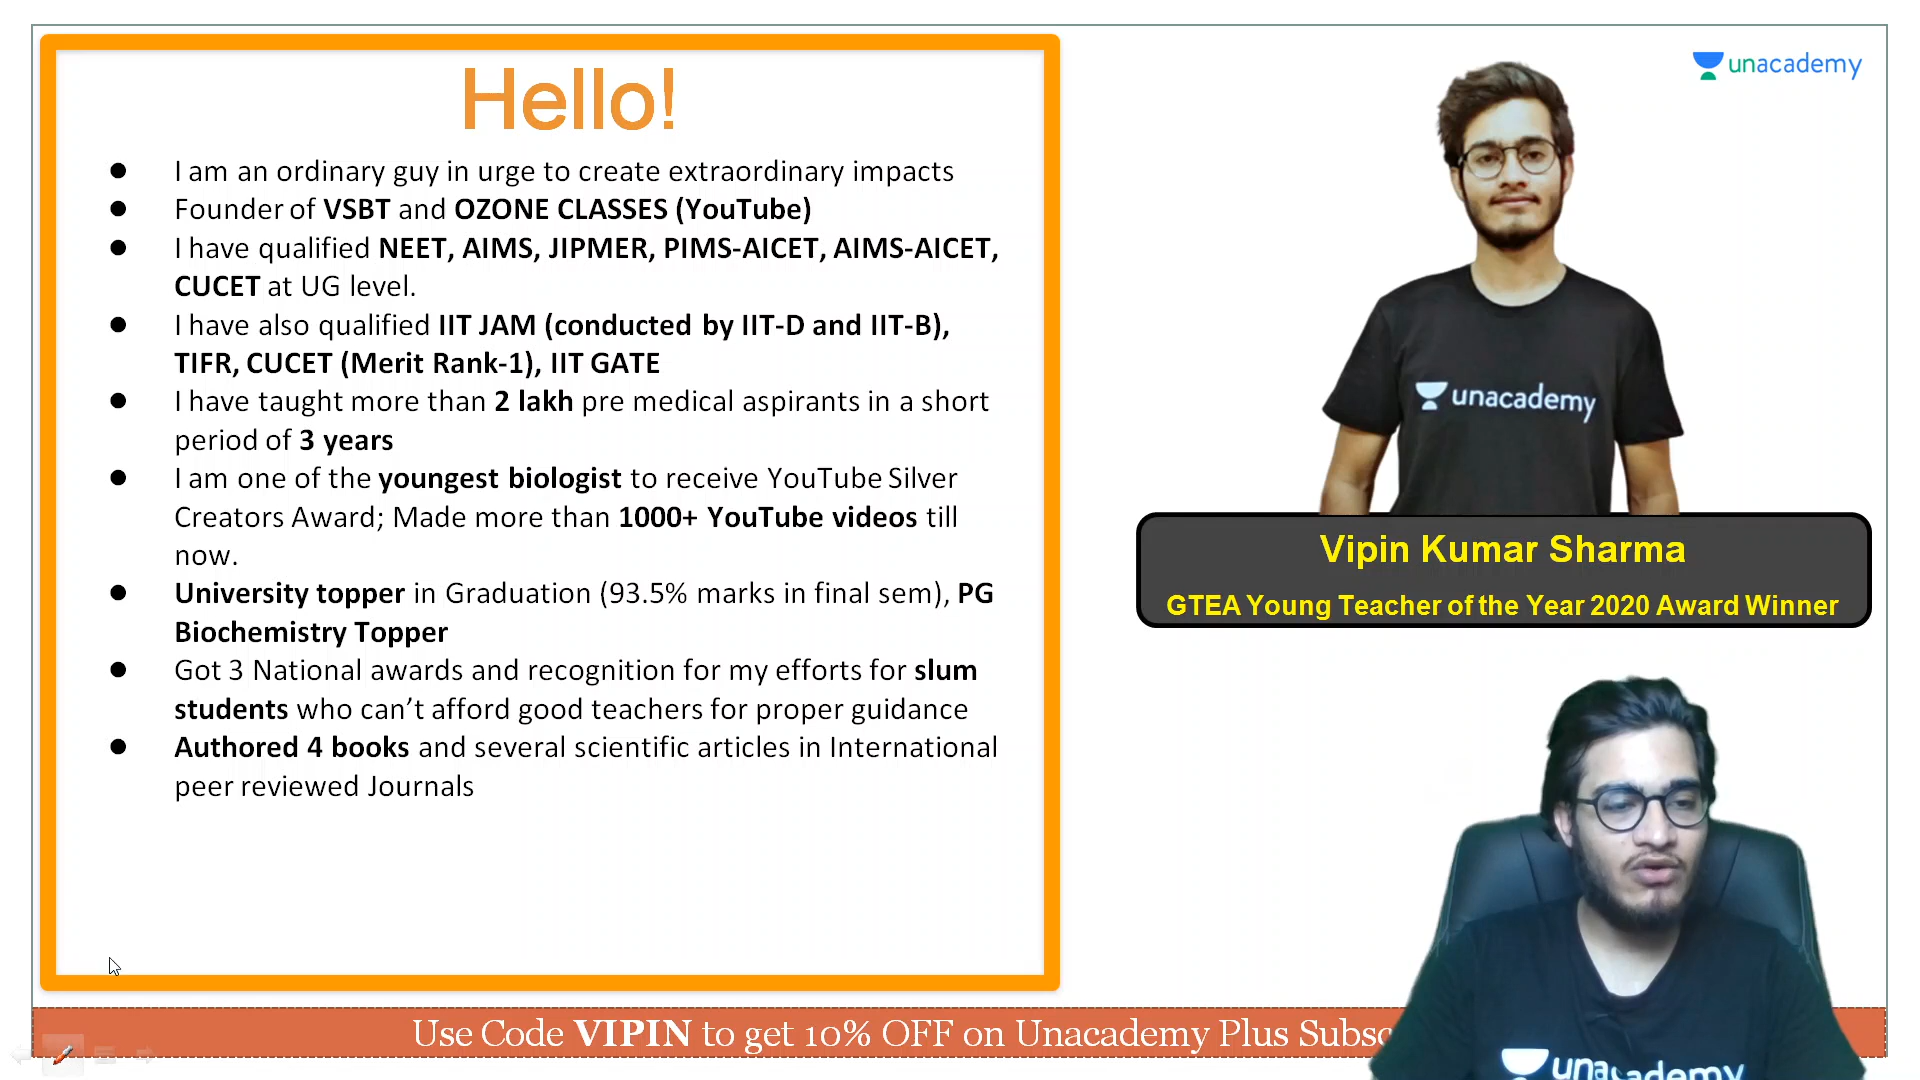 Hello!
I am an ordinary guy in urge to create extraordinary impacts
Founder of VSBT and OZONE CLASSES (YouTube)
I have qualified NEET, AIMS, JIPMER, PIMS-AICET, AIMS-AICET,
CUCET at UG level.
I have also qualified IIT JAM (conducted by IIT-D and IIT-B),
TIFR, CUCET (Merit Rank-1), IIT GATE
I have taught more than 2 lakh pre medical aspirants in a short
period of 3 years
I am one of the youngest biologist to receive YouTube Silver
Creators Award; Made more than 1000+ YouTube videos till
now.
University topper in Graduation (93.5% marks in final sem), PG
Biochemistry Topper
Got 3 National awards and recognition for my efforts for slum
students who can’t afford good teachers for proper guidance
Authored 4 books and several scientific articles in International
peer reviewed Journals
unacademy
unacademy
Vipin Kumar Sharma
GTEA Young Teacher of the Year 2020 Award Winner
Use Code VIPIN to get 10% OFF on Unacademy Plus
unacademy